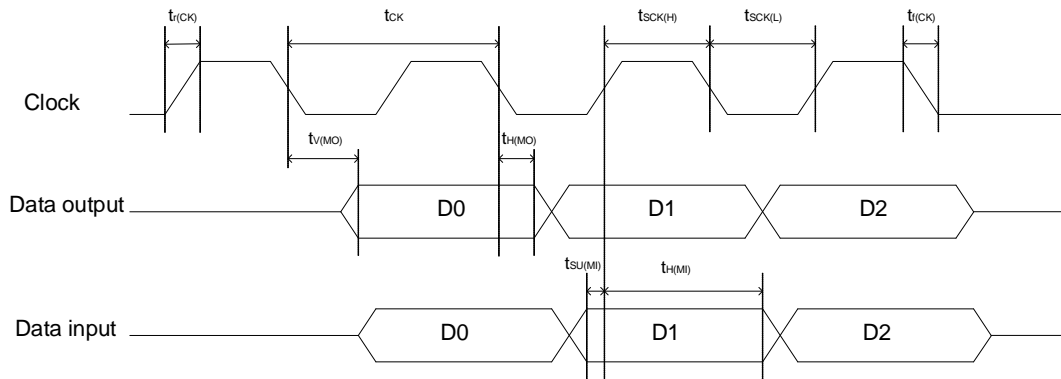 tr(CK) tCK tSCK(H) tSCK(L) tf(CK)
Clock
tV(MO) tH(MO)
Data output D0 D1 D2
tSU(MI) tH(MI)
Data input D0 D1 D2